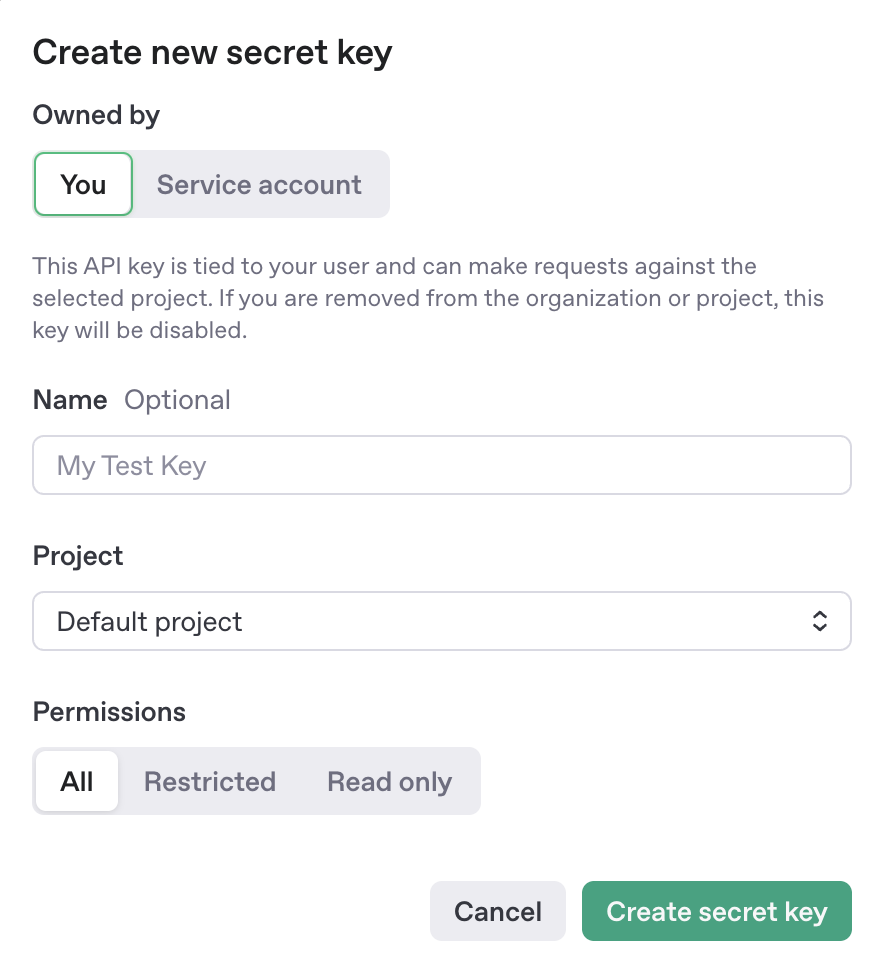 Create new secret key
Owned by
You Service account
This API key is tied to your user and can make requests against the
selected project. If you are removed from the organization or project, this
key will be disabled.
Name Optional
My Test Key
Project
Default project
Permissions
All Restricted Read only
Cancel Create secret key